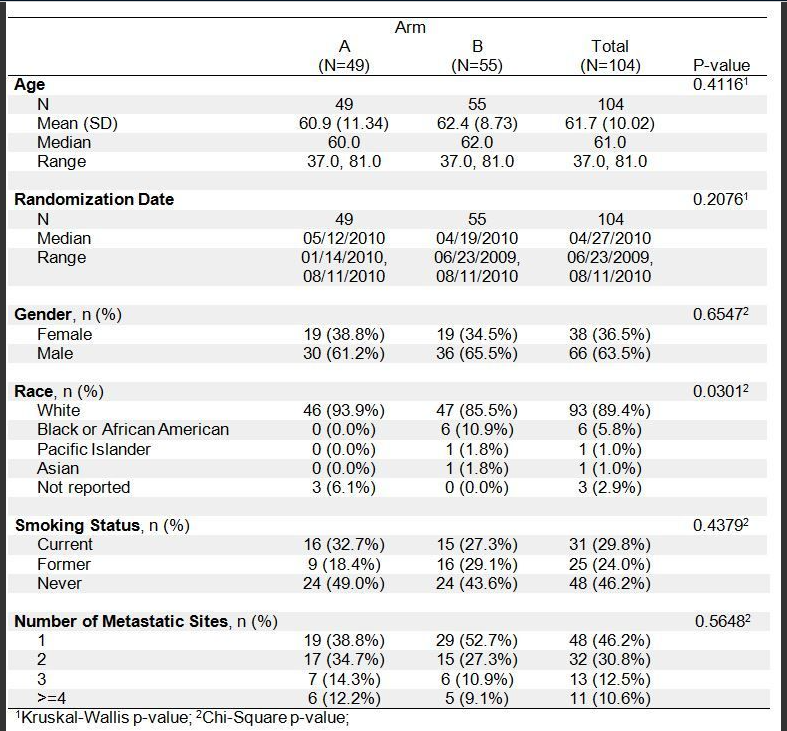 Arm
A B Total
(N=49) (N=55) (N=104) P-value
Age 0.4116¹
N 49 55 104
Mean (SD) 60.9 (11.34) 62.4 (8.73) 61.7 (10.02)
Median 60.0 62.0 61.0
Range 37.0, 81.0 37.0, 81.0 37.0, 81.0
Randomization Date 0.2076¹
N 49 55 104
Median 05/12/2010 04/19/2010 04/27/2010
Range 01/14/2010, 06/23/2009, 06/23/2009,
08/11/2010 08/11/2010 08/11/2010
Gender, n (%) 0.6547²
Female 19 (38.8%) 19 (34.5%) 38 (36.5%)
Male 30 (61.2%) 36 (65.5%) 66 (63.5%)
Race, n (%) 0.0301²
White 46 (93.9%) 47 (85.5%) 93 (89.4%)
Black or African American 0 (0.0%) 6 (10.9%) 6 (5.8%)
Pacific Islander 0 (0.0%) 1 (1.8%) 1 (1.0%)
Asian 0 (0.0%) 1 (1.8%) 1 (1.0%)
Not reported 3 (6.1%) 0 (0.0%) 3 (2.9%)
Smoking Status, n (%) 0.4379²
Current 16 (32.7%) 15 (27.3%) 31 (29.8%)
Former 9 (18.4%) 16 (29.1%) 25 (24.0%)
Never 24 (49.0%) 24 (43.6%) 48 (46.2%)
Number of Metastatic Sites, n (%) 0.5648²
1 19 (38.8%) 29 (52.7%) 48 (46.2%)
2 17 (34.7%) 15 (27.3%) 32 (30.8%)
3 7 (14.3%) 6 (10.9%) 13 (12.5%)
>=4 6 (12.2%) 5 (9.1%) 11 (10.6%)
¹Kruskal-Wallis p-value; ²Chi-Square p-value;